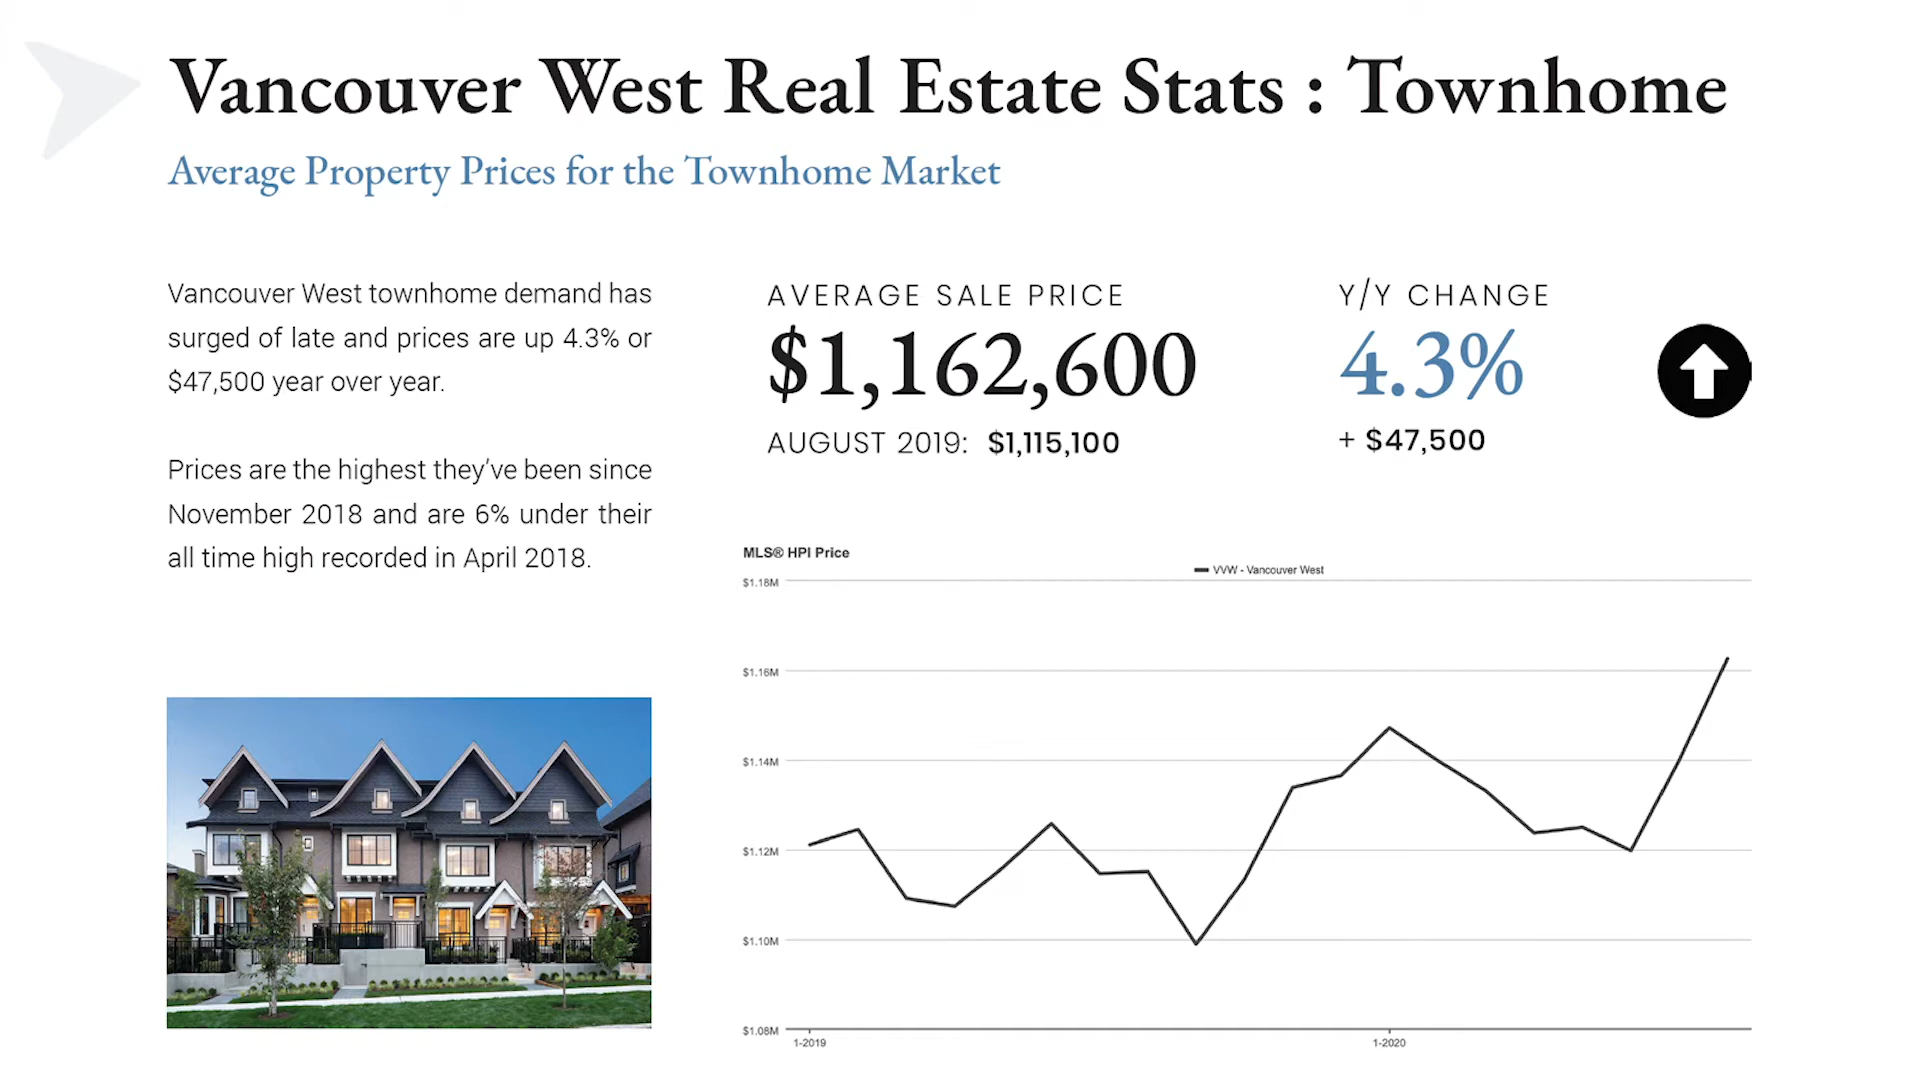 Vancouver West Real Estate Stats : Townhome
Average Property Prices for the Townhome Market
Vancouver West townhome demand has
surged of late and prices are up 4.3% or
$47,500 year over year.
Prices are the highest they've been since
November 2018 and are 6% under their
all time high recorded in April 2018.
AVERAGE SALE PRICE
$1,162,600
AUGUST 2019: $1,115,100
Y/Y CHANGE
4.3%
+ $47,500
MLS® HPI Price
VVW - Vancouver West
$1.18M
$1.16M
$1.14M
$1.12M
$1.10M
$1.08M
1-2019
1-2020